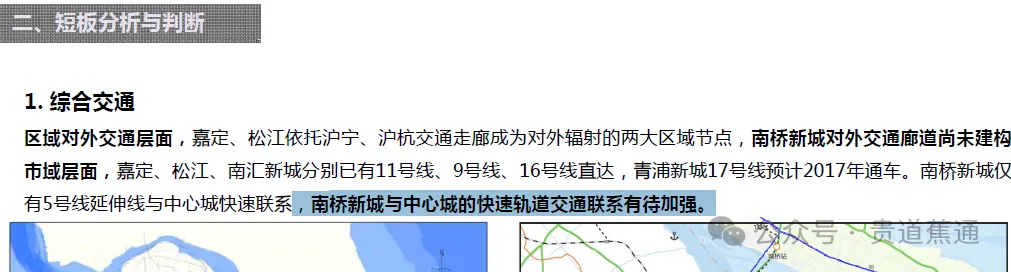 二、短板分析与判断
1. 综合交通
区域对外交通层面，嘉定、松江依托沪宁、沪杭交通走廊成为对外辐射的两大区域节点，南桥新城对外交通廊道尚未建构
市域层面，嘉定、松江、南汇新城分别已有11号线、9号线、16号线直达，青浦新城17号线预计2017年通车。南桥新城仅
有5号线延伸线与中心城快速联系，南桥新城与中心城的快速轨道交通联系有待加强。
公众号 · 贵道蕉通
城桥站